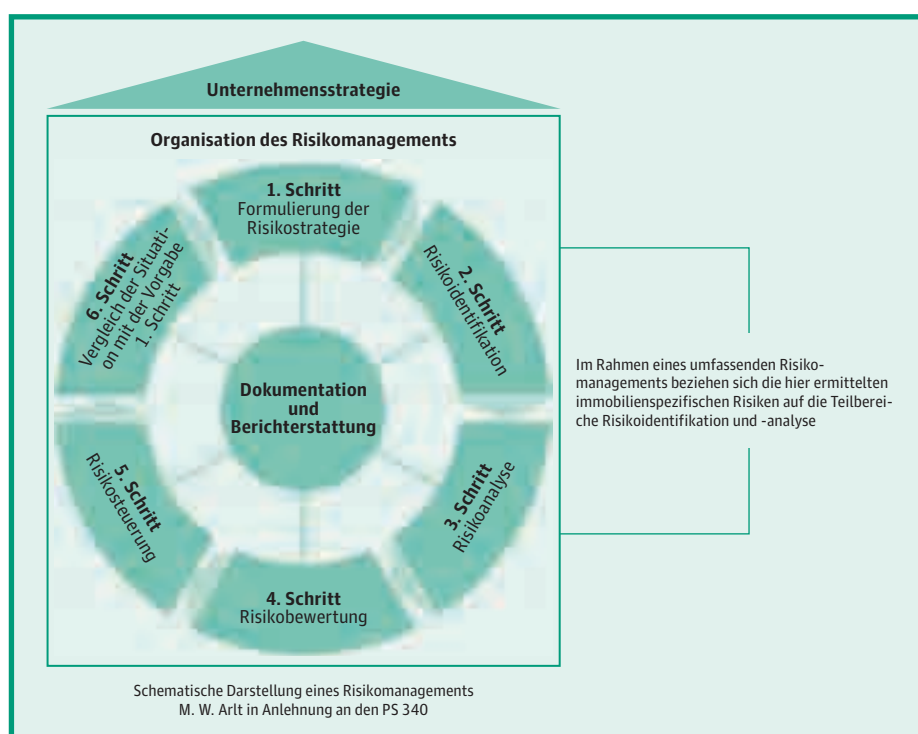 Unternehmensstrategie
Organisation des Risikomanagements
1. Schritt
Formulierung der
Risikostrategie
2. Schritt
Risikoidentifikation
3. Schritt
Risikoanalyse
4. Schritt
Risikobewertung
5. Schritt
Risikosteuerung
6. Schritt
Vergleich der Situati-
on mit der Vorgabe
1. Schritt
Dokumentation
und
Berichterstattung
Im Rahmen eines umfassenden Risiko-
managements beziehen sich die hier ermittelten
immobilienspezifischen Risiken auf die Teilberei-
che Risikoidentifikation und -analyse
Schematische Darstellung eines Risikomanagements
M. W. Arlt in Anlehnung an den PS 340